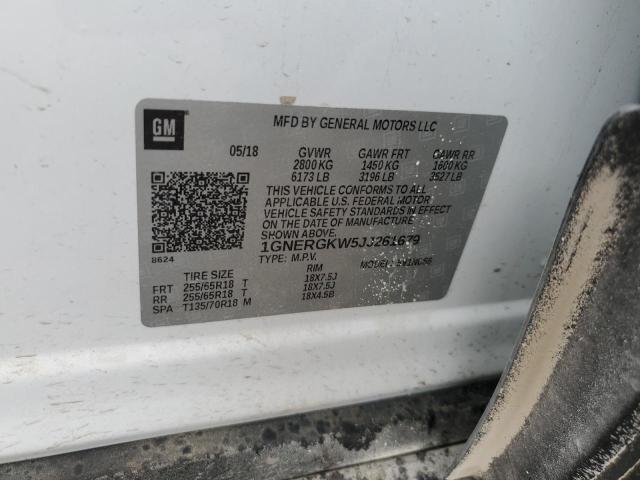 GM
MFD BY GENERAL MOTORS LLC
05/18 GVWR GAWR FRT GAWR RR
2800 KG 1450 KG 1600 KG
6173 LB 3196 LB 3527 LB
THIS VEHICLE CONFORMS TO ALL
APPLICABLE U.S. FEDERAL MOTOR
VEHICLE SAFETY STANDARDS IN EFFECT
ON THE DATE OF MANUFACTURE
SHOWN ABOVE.
1GNERGKW5JJ261679
8624
TYPE: M.P.V. MODEL:
TIRE SIZE RIM
FRT 255/65R18 T 18X7.5J
RR 255/65R18 T 18X7.5J
SPA T135/70R18 M 18X4.5B